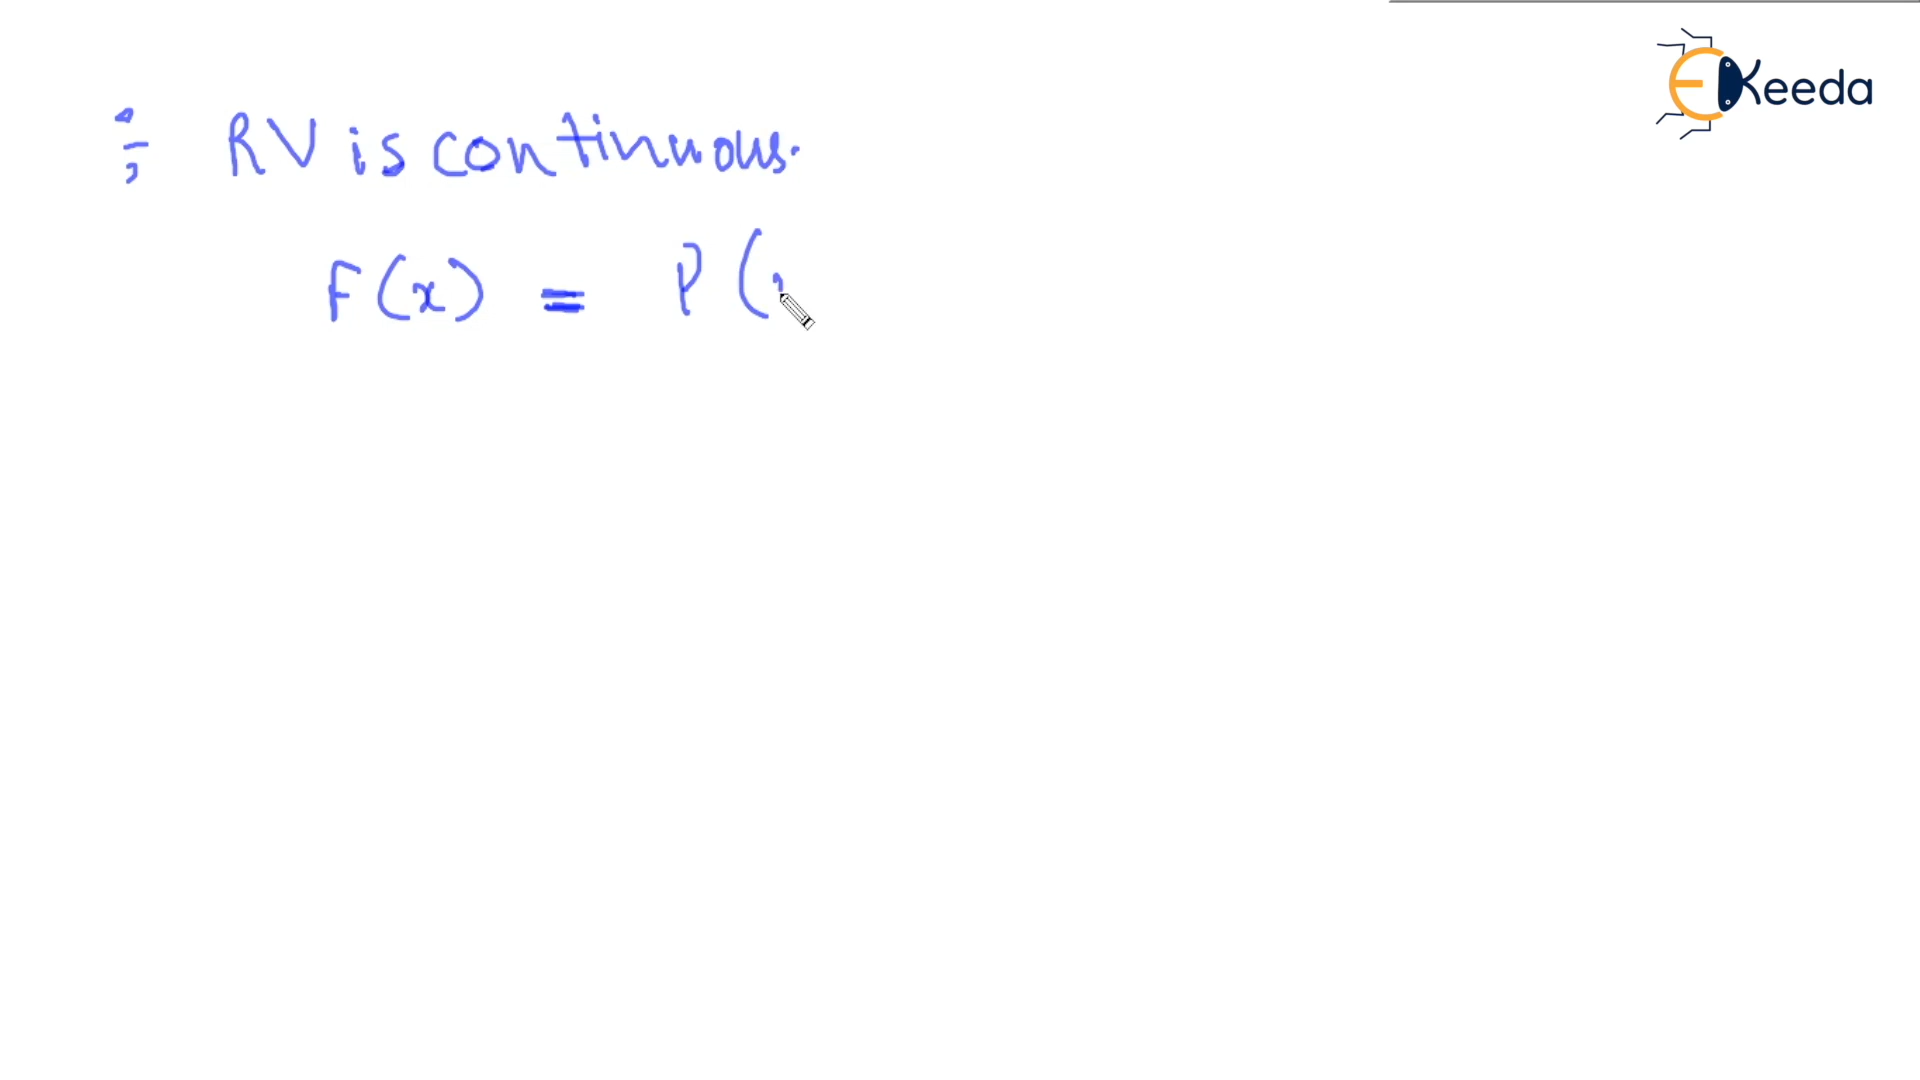 EKeeda
÷ RV is continuous.
F(x) = P (